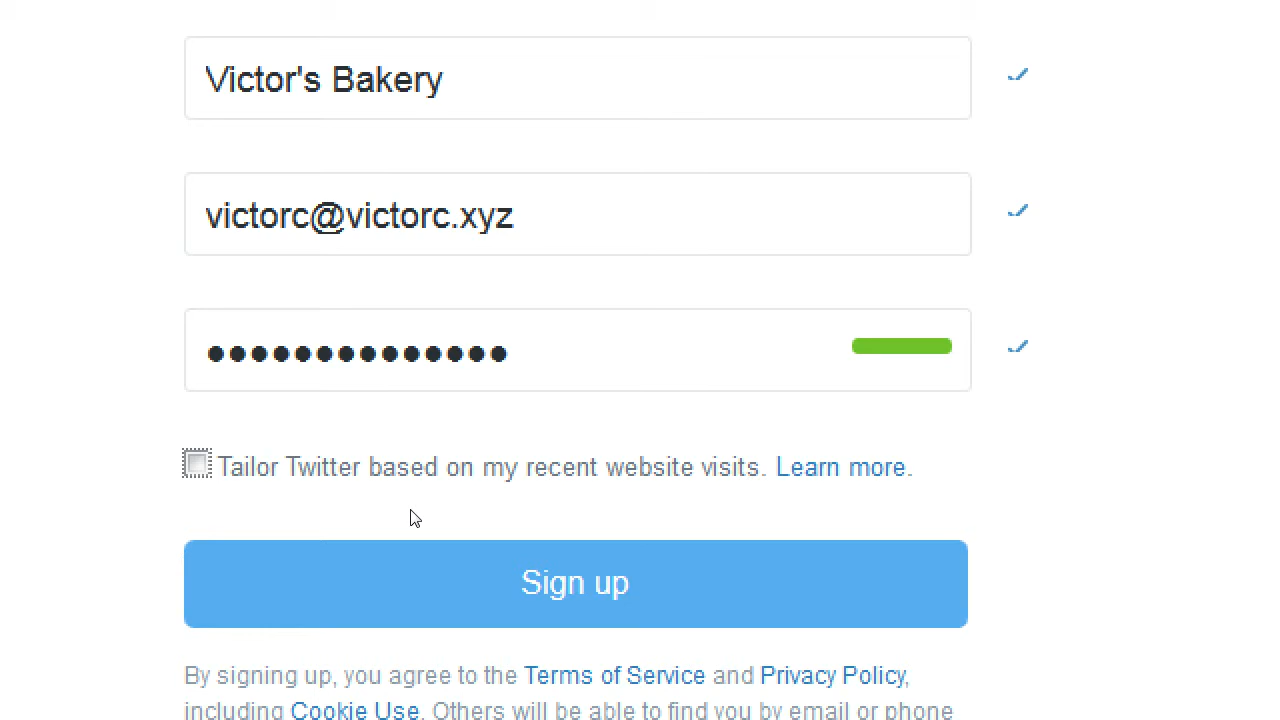 Victor's Bakery
victorc@victorc.xyz
Tailor Twitter based on my recent website visits. Learn more.
Sign up
By signing up, you agree to the Terms of Service and Privacy Policy,
including Cookie Use. Others will be able to find you by email or phone